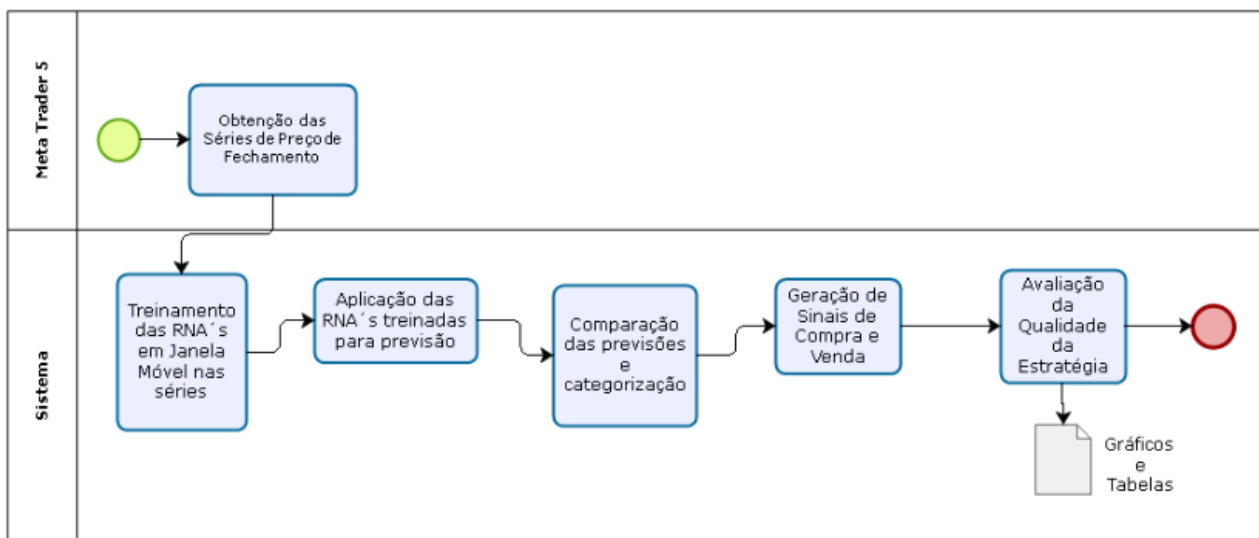 Meta Trader 5
Obtenção das
Séries de Preço de
Fechamento
Sistema
Treinamento
das RNA´s
em Janela
Móvel nas
séries
Aplicação das
RNA´s treinadas
para previsão
Comparação
das previsões
e
categorização
Geração de
Sinais de
Compra e
Venda
Avaliação
da
Qualidade
da
Estratégia
Gráficos
e
Tabelas